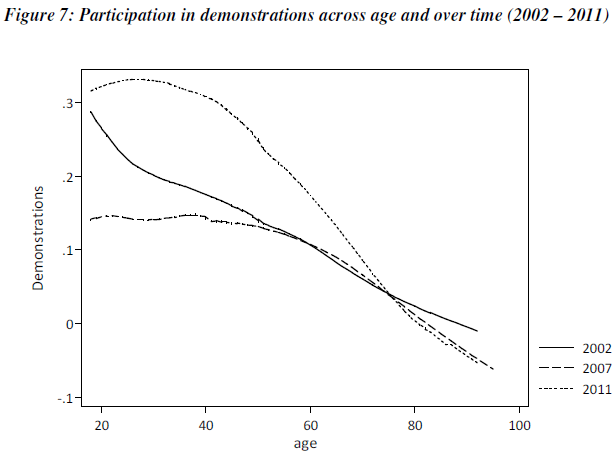 Figure 7: Participation in demonstrations across age and over time (2002 – 2011)
.3
.2
.1
0
-.1
Demonstrations
20 40 60 80 100
age
2002
2007
2011